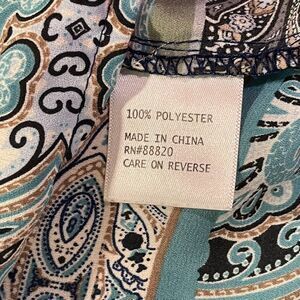 100% POLYESTER
MADE IN CHINA
RN#88820
CARE ON REVERSE